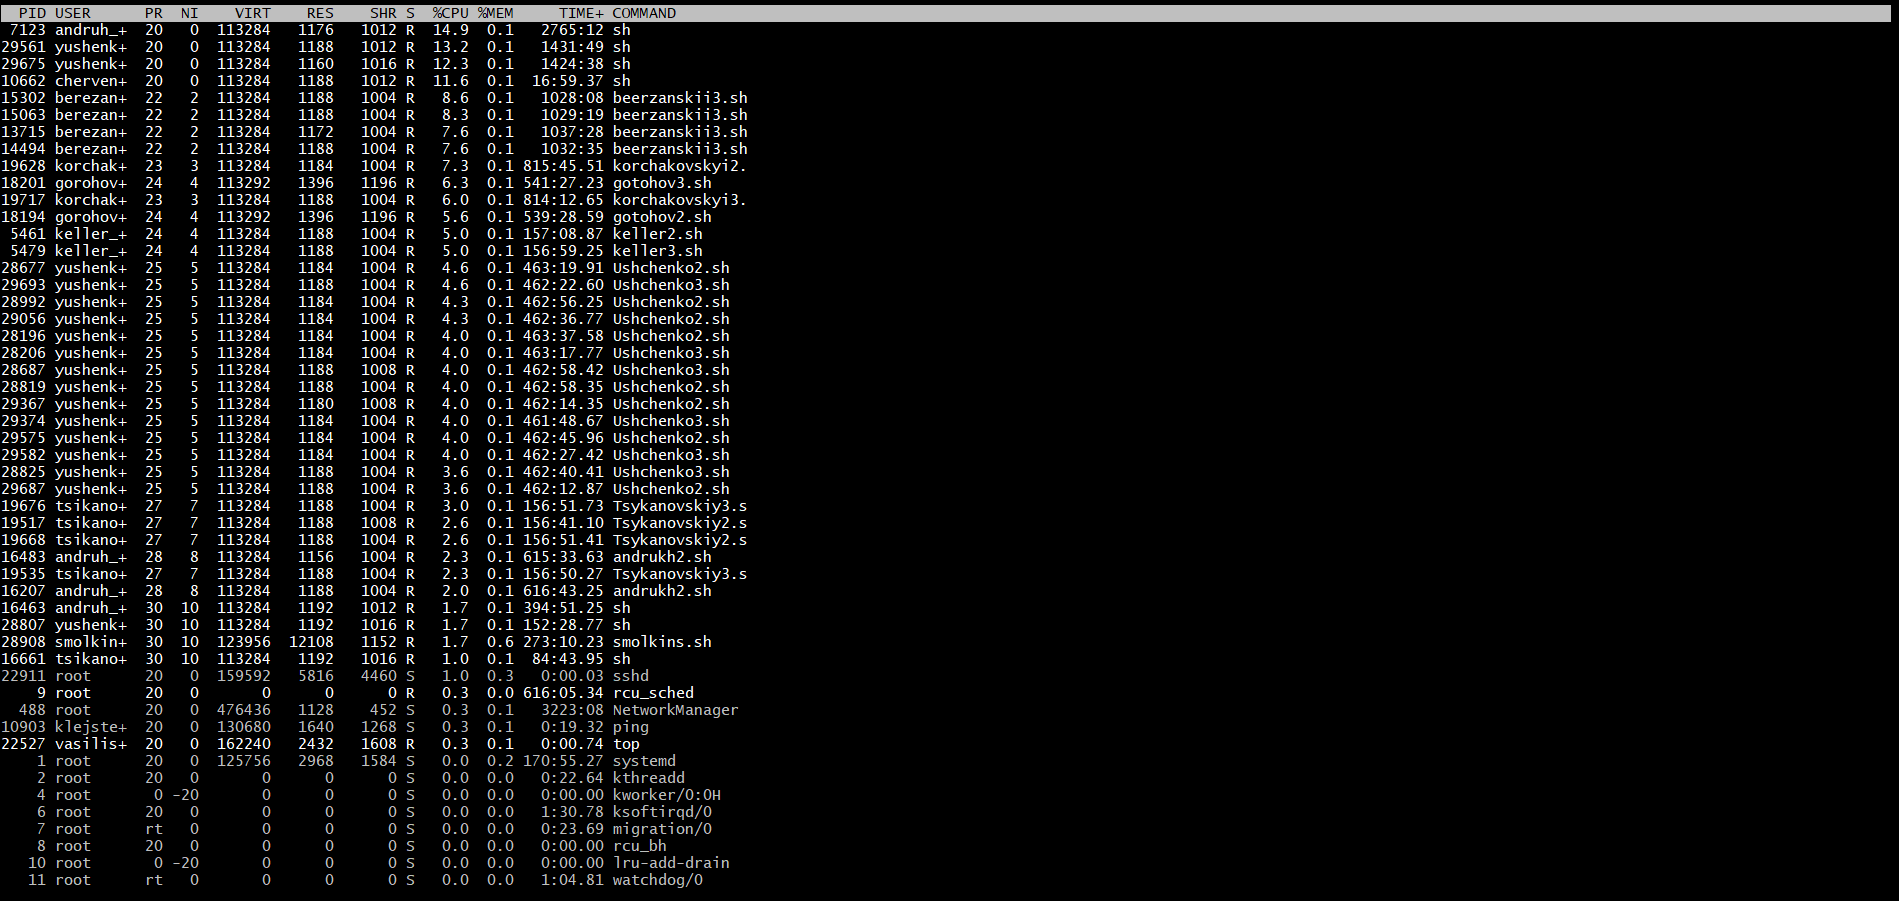 PID USER PR NI VIRT RES SHR S %CPU %MEM TIME+ COMMAND
7123 andruh_+ 20 0 113284 1176 1012 R 14.9 0.1 2765:12 sh
29561 yushenk+ 20 0 113284 1188 1012 R 13.2 0.1 1431:49 sh
29675 yushenk+ 20 0 113284 1160 1016 R 12.3 0.1 1424:38 sh
10662 cherven+ 20 0 113284 1188 1012 R 11.6 0.1 16:59.37 sh
15302 berezan+ 22 2 113284 1188 1004 R 8.6 0.1 1028:08 beerzanskii3.sh
15063 berezan+ 22 2 113284 1188 1004 R 8.3 0.1 1029:19 beerzanskii3.sh
13715 berezan+ 22 2 113284 1172 1004 R 7.6 0.1 1037:28 beerzanskii3.sh
14494 berezan+ 22 2 113284 1188 1004 R 7.6 0.1 1032:35 beerzanskii3.sh
19628 korchak+ 23 3 113284 1184 1004 R 7.3 0.1 815:45.51 korchakovskyi2.
18201 gorohov+ 24 4 113292 1396 1196 R 6.3 0.1 541:27.23 gotohov3.sh
19717 korchak+ 23 3 113284 1188 1004 R 6.0 0.1 814:12.65 korchakovskyi3.
18194 gorohov+ 24 4 113292 1396 1196 R 5.6 0.1 539:28.59 gotohov2.sh
5461 keller_+ 24 4 113284 1188 1004 R 5.0 0.1 157:08.87 keller2.sh
5479 keller_+ 24 4 113284 1188 1004 R 5.0 0.1 156:59.25 keller3.sh
28677 yushenk+ 25 5 113284 1184 1004 R 4.6 0.1 463:19.91 Ushchenko2.sh
29693 yushenk+ 25 5 113284 1188 1004 R 4.6 0.1 462:22.60 Ushchenko3.sh
28992 yushenk+ 25 5 113284 1184 1004 R 4.3 0.1 462:56.25 Ushchenko2.sh
29056 yushenk+ 25 5 113284 1184 1004 R 4.3 0.1 462:36.77 Ushchenko2.sh
28196 yushenk+ 25 5 113284 1184 1004 R 4.0 0.1 463:37.58 Ushchenko2.sh
28206 yushenk+ 25 5 113284 1184 1004 R 4.0 0.1 463:17.77 Ushchenko3.sh
28687 yushenk+ 25 5 113284 1188 1008 R 4.0 0.1 462:58.42 Ushchenko3.sh
28819 yushenk+ 25 5 113284 1188 1004 R 4.0 0.1 462:58.35 Ushchenko2.sh
29367 yushenk+ 25 5 113284 1180 1008 R 4.0 0.1 462:14.35 Ushchenko2.sh
29374 yushenk+ 25 5 113284 1184 1004 R 4.0 0.1 461:48.67 Ushchenko3.sh
29575 yushenk+ 25 5 113284 1184 1004 R 4.0 0.1 462:45.96 Ushchenko2.sh
29582 yushenk+ 25 5 113284 1184 1004 R 4.0 0.1 462:27.42 Ushchenko3.sh
28825 yushenk+ 25 5 113284 1188 1004 R 3.6 0.1 462:40.41 Ushchenko3.sh
29687 yushenk+ 25 5 113284 1188 1004 R 3.6 0.1 462:12.87 Ushchenko2.sh
19676 tsikano+ 27 7 113284 1188 1004 R 3.0 0.1 156:51.73 Tsykanovskiy3.s
19517 tsikano+ 27 7 113284 1188 1008 R 2.6 0.1 156:41.10 Tsykanovskiy2.s
19668 tsikano+ 27 7 113284 1188 1004 R 2.6 0.1 156:51.41 Tsykanovskiy2.s
16483 andruh_+ 28 8 113284 1156 1004 R 2.3 0.1 615:33.63 andrukh2.sh
19535 tsikano+ 27 7 113284 1188 1004 R 2.3 0.1 156:50.27 Tsykanovskiy3.s
16207 andruh_+ 28 8 113284 1188 1004 R 2.0 0.1 616:43.25 andrukh2.sh
16463 andruh_+ 30 10 113284 1192 1012 R 1.7 0.1 394:51.25 sh
28807 yushenk+ 30 10 113284 1192 1016 R 1.7 0.1 152:28.77 sh
28908 smolkin+ 30 10 123956 12108 1152 R 1.7 0.6 273:10.23 smolkins.sh
16661 tsikano+ 30 10 113284 1192 1016 R 1.0 0.1 84:43.95 sh
22911 root 20 0 159592 5816 4460 S 1.0 0.3 0:00.03 sshd
9 root 20 0 0 0 0 R 0.3 0.0 616:05.34 rcu_sched
488 root 20 0 476436 1128 452 S 0.3 0.1 3223:08 NetworkManager
10903 klejste+ 20 0 130680 1640 1268 S 0.3 0.1 0:19.32 ping
22527 vasilis+ 20 0 162240 2432 1608 R 0.3 0.1 0:00.74 top
1 root 20 0 125756 2968 1584 S 0.0 0.2 170:55.27 systemd
2 root 20 0 0 0 0 S 0.0 0.0 0:22.64 kthreadd
4 root 0 -20 0 0 0 S 0.0 0.0 0:00.00 kworker/0:0H
6 root 20 0 0 0 0 S 0.0 0.0 1:30.78 ksoftirqd/0
7 root rt 0 0 0 0 S 0.0 0.0 0:23.69 migration/0
8 root 20 0 0 0 0 S 0.0 0.0 0:00.00 rcu_bh
10 root 0 -20 0 0 0 S 0.0 0.0 0:00.00 lru-add-drain
11 root rt 0 0 0 0 S 0.0 0.0 1:04.81 watchdog/0